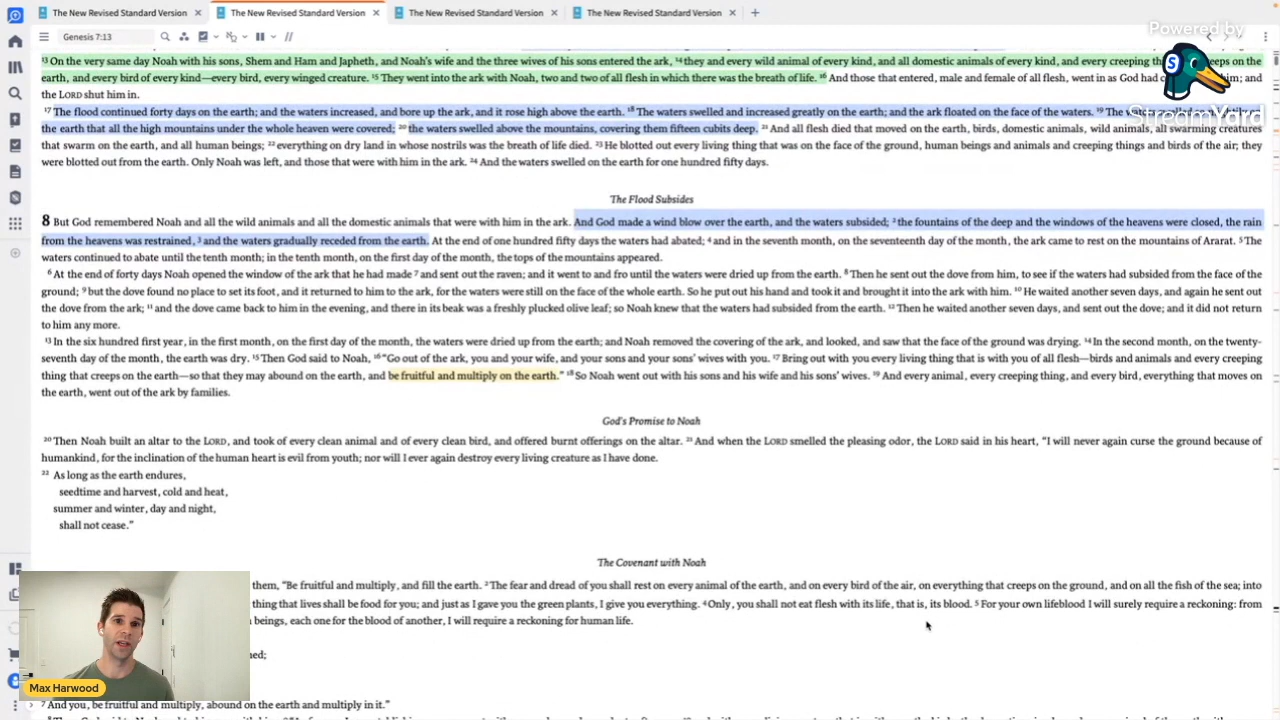 The New Revised Standard Version
The New Revised Standard Version
The New Revised Standard Version
The New Revised Standard Version
Genesis 7:13
Powered by
StreamYard
13 On the very same day Noah with his sons, Shem and Ham and Japheth, and Noah's wife and the three wives of his sons entered the ark, 14 they and every wild animal of every kind, and all domestic animals of every kind, and every creeping on the
earth, and every bird of every kind—every bird, every winged creature. 15 They went into the ark with Noah, two and two of all flesh in which there was the breath of life. 16 And those that entered, male and female of all flesh, went in as God had him; and
the LORD shut him in.
17 The flood continued forty days on the earth; and the waters increased, and bore up the ark, and it rose high above the earth. 18 The waters swelled and increased greatly on the earth; and the ark floated on the face of the waters. 19 The
the earth that all the high mountains under the whole heaven were covered; 20 the waters swelled above the mountains, covering them fifteen cubits deep. 21 And all flesh died that moved on the earth, birds, domestic animals, wild animals, all swarming creatures
that swarm on the earth, and all human beings; 22 everything on dry land in whose nostrils was the breath of life died. 23 He blotted out every living thing that was on the face of the ground, human beings and animals and creeping things and birds of the air; they
were blotted out from the earth. Only Noah was left, and those that were with him in the ark. 24 And the waters swelled on the earth for one hundred fifty days.
The Flood Subsides
8 But God remembered Noah and all the wild animals and all the domestic animals that were with him in the ark. And God made a wind blow over the earth, and the waters subsided; 2 the fountains of the deep and the windows of the heavens were closed, the rain
from the heavens was restrained, 3 and the waters gradually receded from the earth. At the end of one hundred fifty days the waters had abated; 4 and in the seventh month, on the seventeenth day of the month, the ark came to rest on the mountains of Ararat. 5 The
waters continued to abate until the tenth month; in the tenth month, on the first day of the month, the tops of the mountains appeared.
6 At the end of forty days Noah opened the window of the ark that he had made 7 and sent out the raven; and it went to and fro until the waters were dried up from the earth. 8 Then he sent out the dove from him, to see if the waters had subsided from the face of the
ground; 9 but the dove found no place to set its foot, and it returned to him to the ark, for the waters were still on the face of the whole earth. So he put out his hand and took it and brought it into the ark with him. 10 He waited another seven days, and again he sent out
the dove from the ark; 11 and the dove came back to him in the evening, and there in its beak was a freshly plucked olive leaf; so Noah knew that the waters had subsided from the earth. 12 Then he waited another seven days, and sent out the dove; and it did not return
to him any more.
13 In the six hundred first year, in the first month, on the first day of the month, the waters were dried up from the earth; and Noah removed the covering of the ark, and looked, and saw that the face of the ground was drying. 14 In the second month, on the twenty-
seventh day of the month, the earth was dry. 15 Then God said to Noah, 16 “Go out of the ark, you and your wife, and your sons and your sons' wives with you. 17 Bring out with you every living thing that is with you of all flesh—birds and animals and every creeping
thing that creeps on the earth—so that they may abound on the earth, and be fruitful and multiply on the earth.” 18 So Noah went out with his sons and his wife and his sons' wives. 19 And every animal, every creeping thing, and every bird, everything that moves on
the earth, went out of the ark by families.
God's Promise to Noah
20 Then Noah built an altar to the LORD, and took of every clean animal and of every clean bird, and offered burnt offerings on the altar. 21 And when the LORD smelled the pleasing odor, the LORD said in his heart, “I will never again curse the ground because of
humankind, for the inclination of the human heart is evil from youth; nor will I ever again destroy every living creature as I have done.
22 As long as the earth endures,
seedtime and harvest, cold and heat,
summer and winter, day and night,
shall not cease.”
The Covenant with Noah
them, “Be fruitful and multiply, and fill the earth. 2 The fear and dread of you shall rest on every animal of the earth, and on every bird of the air, on everything that creeps on the ground, and on all the fish of the sea; into
thing that lives shall be food for you; and just as I gave you the green plants, I give you everything. 4 Only, you shall not eat flesh with its life, that is, its blood. 5 For your own lifeblood I will surely require a reckoning: from
beings, each one for the blood of another, I will require a reckoning for human life.
ned;
Max Harwood
7 And you, be fruitful and multiply, abound on the earth and multiply in it.”